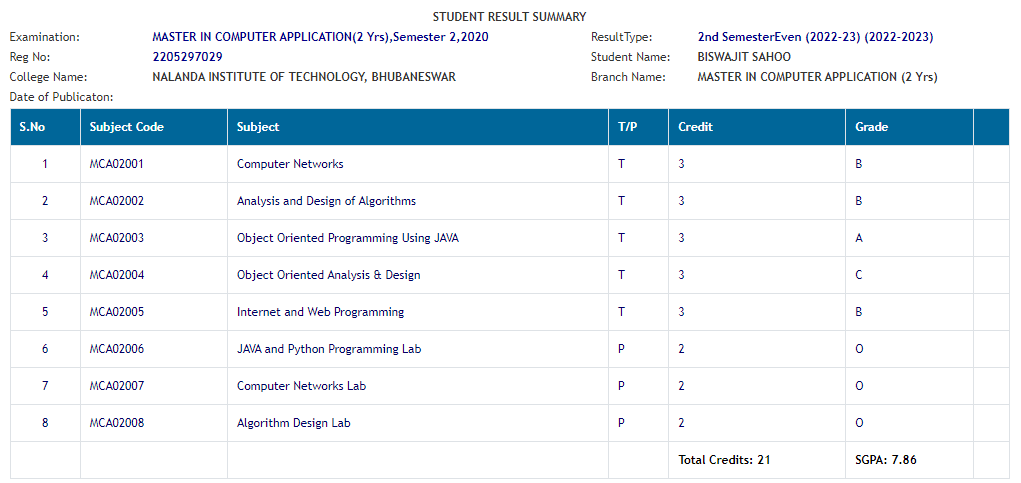 STUDENT RESULT SUMMARY
Examination: MASTER IN COMPUTER APPLICATION(2 Yrs),Semester 2,2020 ResultType: 2nd SemesterEven (2022-23) (2022-2023)
Reg No: 2205297029 Student Name: BISWAJIT SAHOO
College Name: NALANDA INSTITUTE OF TECHNOLOGY, BHUBANESWAR Branch Name: MASTER IN COMPUTER APPLICATION (2 Yrs)
Date of Publicaton:
S.No Subject Code Subject T/P Credit Grade
1 MCA02001 Computer Networks T 3 B
2 MCA02002 Analysis and Design of Algorithms T 3 B
3 MCA02003 Object Oriented Programming Using JAVA T 3 A
4 MCA02004 Object Oriented Analysis & Design T 3 C
5 MCA02005 Internet and Web Programming T 3 B
6 MCA02006 JAVA and Python Programming Lab P 2 O
7 MCA02007 Computer Networks Lab P 2 O
8 MCA02008 Algorithm Design Lab P 2 O
Total Credits: 21 SGPA: 7.86